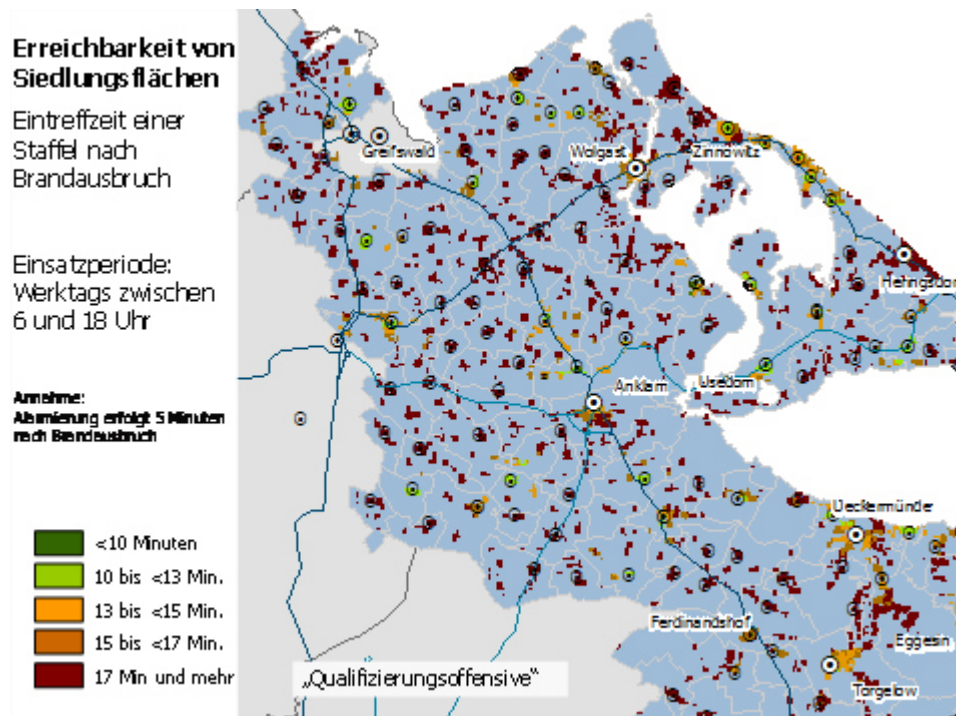 Erreichbarkeit von
Siedlungsflächen
Eintreffzeit einer
Staffel nach
Brandausbruch
Einsatzperiode:
Werktags zwischen
6 und 18 Uhr
Annahme:
Alarmierung erfolgt 5 Minuten
nach Brandausbruch
<10 Minuten
10 bis <13 Min.
13 bis <15 Min.
15 bis <17 Min.
17 Min und mehr
Greifswald
Wolgast
Zinnowitz
Heringsdorf
Anklam
Usedom
Ueckermünde
Ferdinandshof
Eggesin
Torgelow
„Qualifizierungsoffensive“